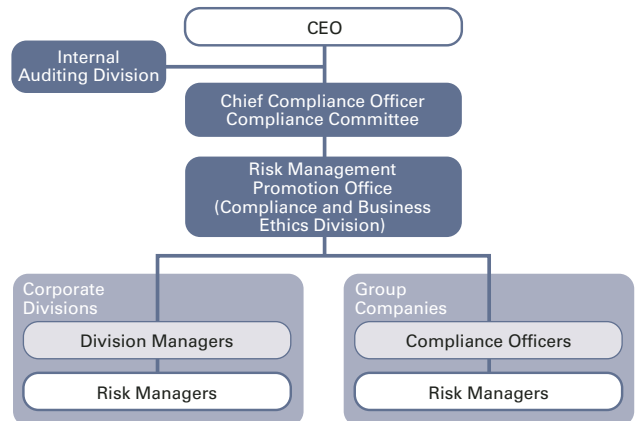 CEO
Internal
Auditing Division
Chief Compliance Officer
Compliance Committee
Risk Management
Promotion Office
(Compliance and Business
Ethics Division)
Corporate
Divisions
Division Managers
Risk Managers
Group
Companies
Compliance Officers
Risk Managers